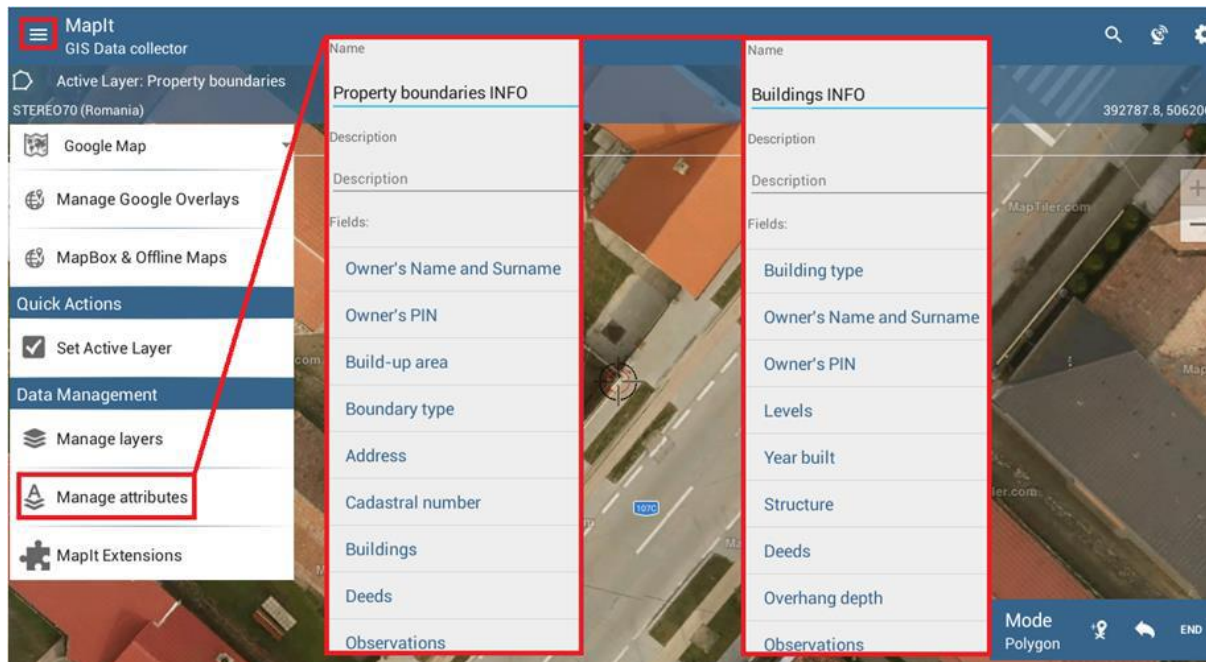 MapIt
GIS Data collector
Active Layer: Property boundaries
STEREO70 (Romania)
392787.8, 50620
Google Map
Manage Google Overlays
MapBox & Offline Maps
Quick Actions
Set Active Layer
Data Management
Manage layers
Manage attributes
MapIt Extensions
Name
Property boundaries INFO
Description
Description
Fields:
Owner's Name and Surname
Owner's PIN
Build-up area
Boundary type
Address
Cadastral number
Buildings
Deeds
Observations
Name
Buildings INFO
Description
Description
Fields:
Building type
Owner's Name and Surname
Owner's PIN
Levels
Year built
Structure
Deeds
Overhang depth
Observations
MapTiler.com
107C
Mode
Polygon
END